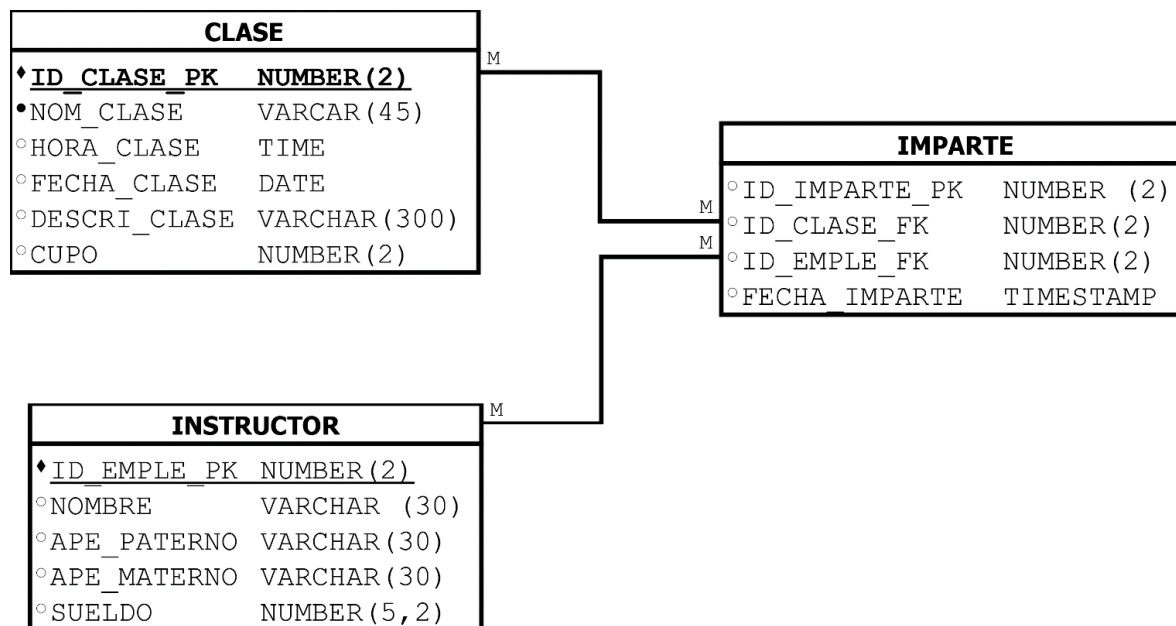 CLASE
ID_CLASE_PK NUMBER(2)
NOM_CLASE VARCAR(45)
HORA_CLASE TIME
FECHA_CLASE DATE
DESCRI_CLASE VARCHAR(300)
CUPO NUMBER(2)
M
IMPARTE
ID_IMPARTE_PK NUMBER (2)
ID_CLASE_FK NUMBER(2)
ID_EMPLE_FK NUMBER(2)
FECHA_IMPARTE TIMESTAMP
M
M
M
INSTRUCTOR
ID_EMPLE_PK NUMBER(2)
NOMBRE VARCHAR (30)
APE_PATERNO VARCHAR(30)
APE_MATERNO VARCHAR(30)
SUELDO NUMBER(5,2)